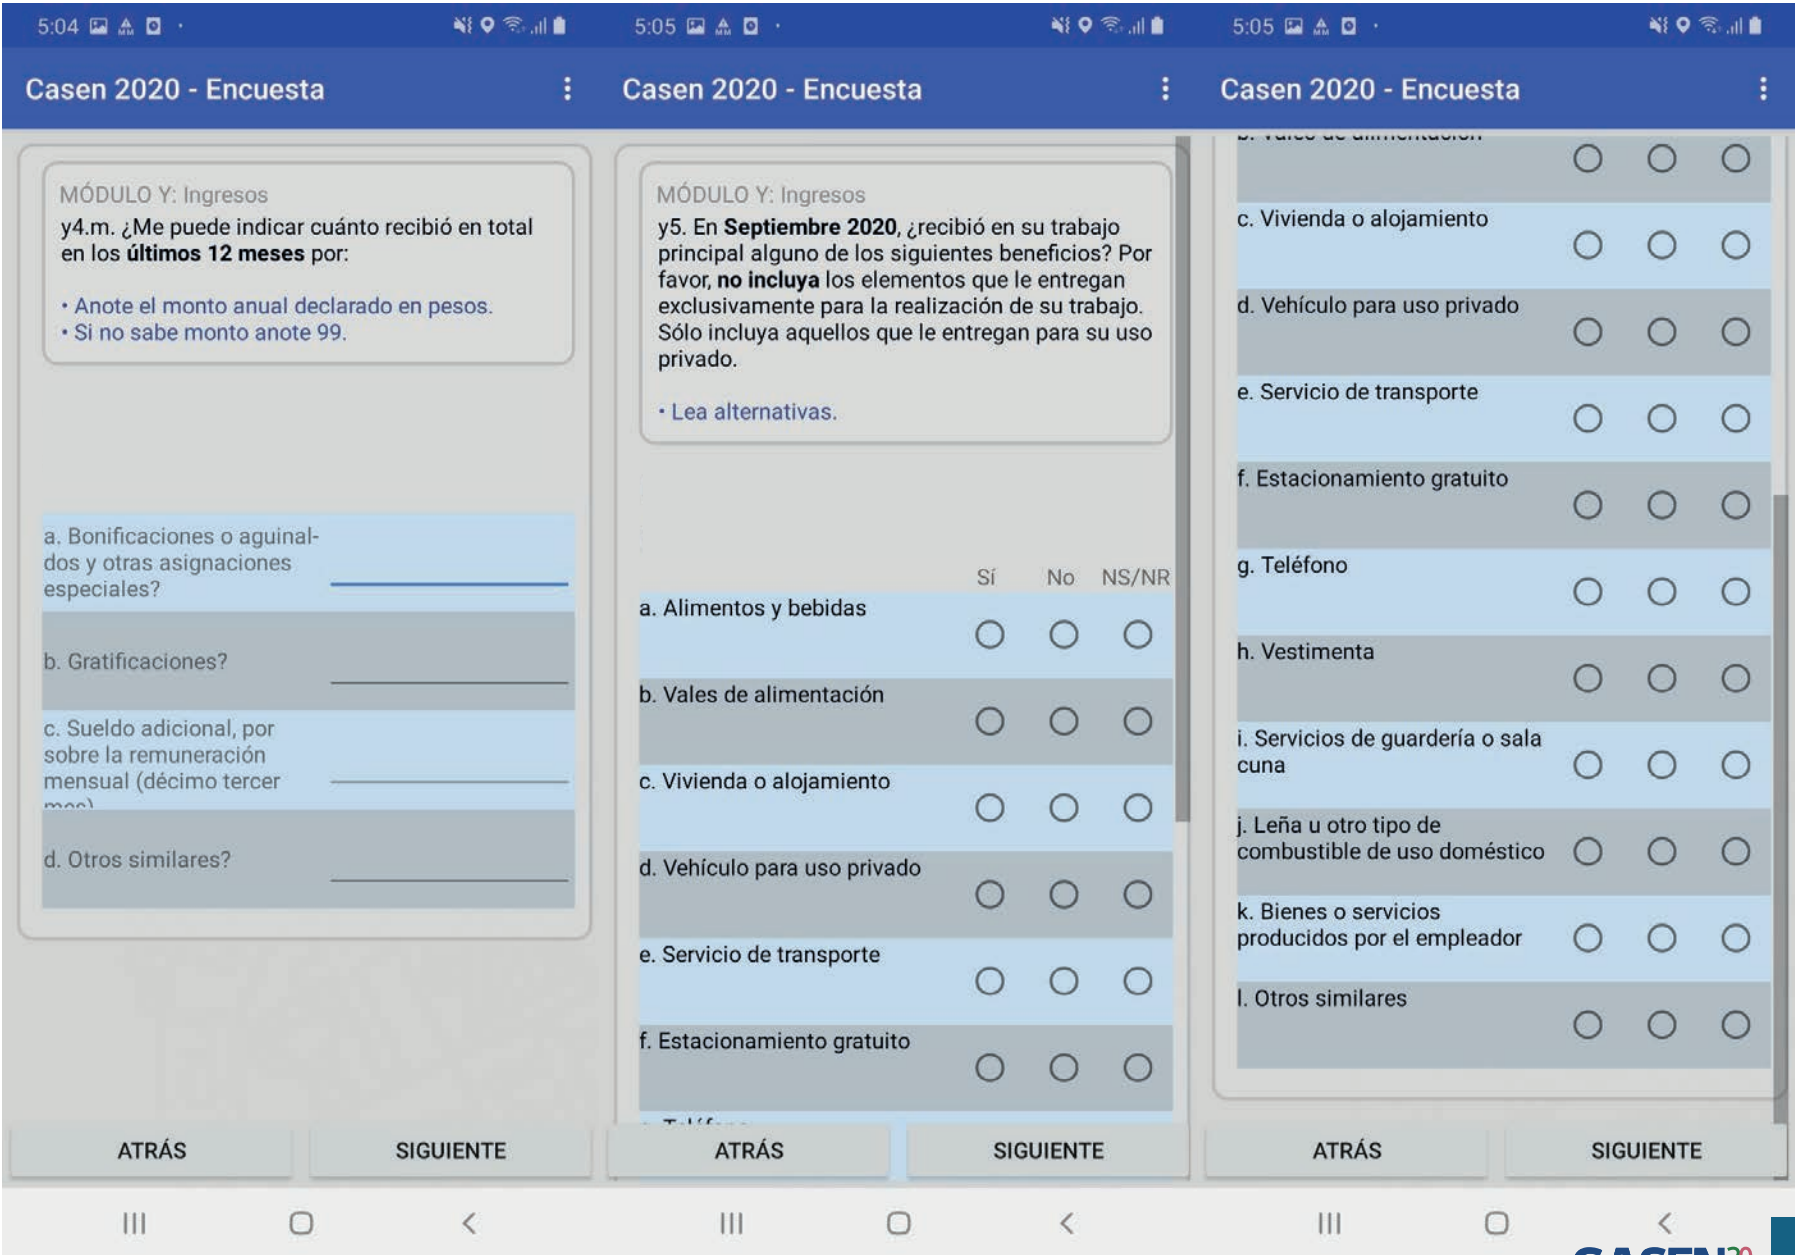 5:04
Casen 2020 - Encuesta
MÓDULO Y: Ingresos
y4.m. ¿Me puede indicar cuánto recibió en total
en los últimos 12 meses por:
• Anote el monto anual declarado en pesos.
• Si no sabe monto anote 99.
a. Bonificaciones o aguinal-
dos y otras asignaciones
especiales?
b. Gratificaciones?
c. Sueldo adicional, por
sobre la remuneración
mensual (décimo tercer
mes)
d. Otros similares?
ATRÁS
SIGUIENTE
5:05
Casen 2020 - Encuesta
MÓDULO Y: Ingresos
y5. En Septiembre 2020, ¿recibió en su trabajo
principal alguno de los siguientes beneficios? Por
favor, no incluya los elementos que le entregan
exclusivamente para la realización de su trabajo.
Sólo incluya aquellos que le entregan para su uso
privado.
• Lea alternativas.
Sí No NS/NR
a. Alimentos y bebidas
b. Vales de alimentación
c. Vivienda o alojamiento
d. Vehículo para uso privado
e. Servicio de transporte
f. Estacionamiento gratuito
g. Teléfono
ATRÁS
SIGUIENTE
5:05
Casen 2020 - Encuesta
b. Vales de alimentación
c. Vivienda o alojamiento
d. Vehículo para uso privado
e. Servicio de transporte
f. Estacionamiento gratuito
g. Teléfono
h. Vestimenta
i. Servicios de guardería o sala
cuna
j. Leña u otro tipo de
combustible de uso doméstico
k. Bienes o servicios
producidos por el empleador
l. Otros similares
ATRÁS
SIGUIENTE
CASEN20